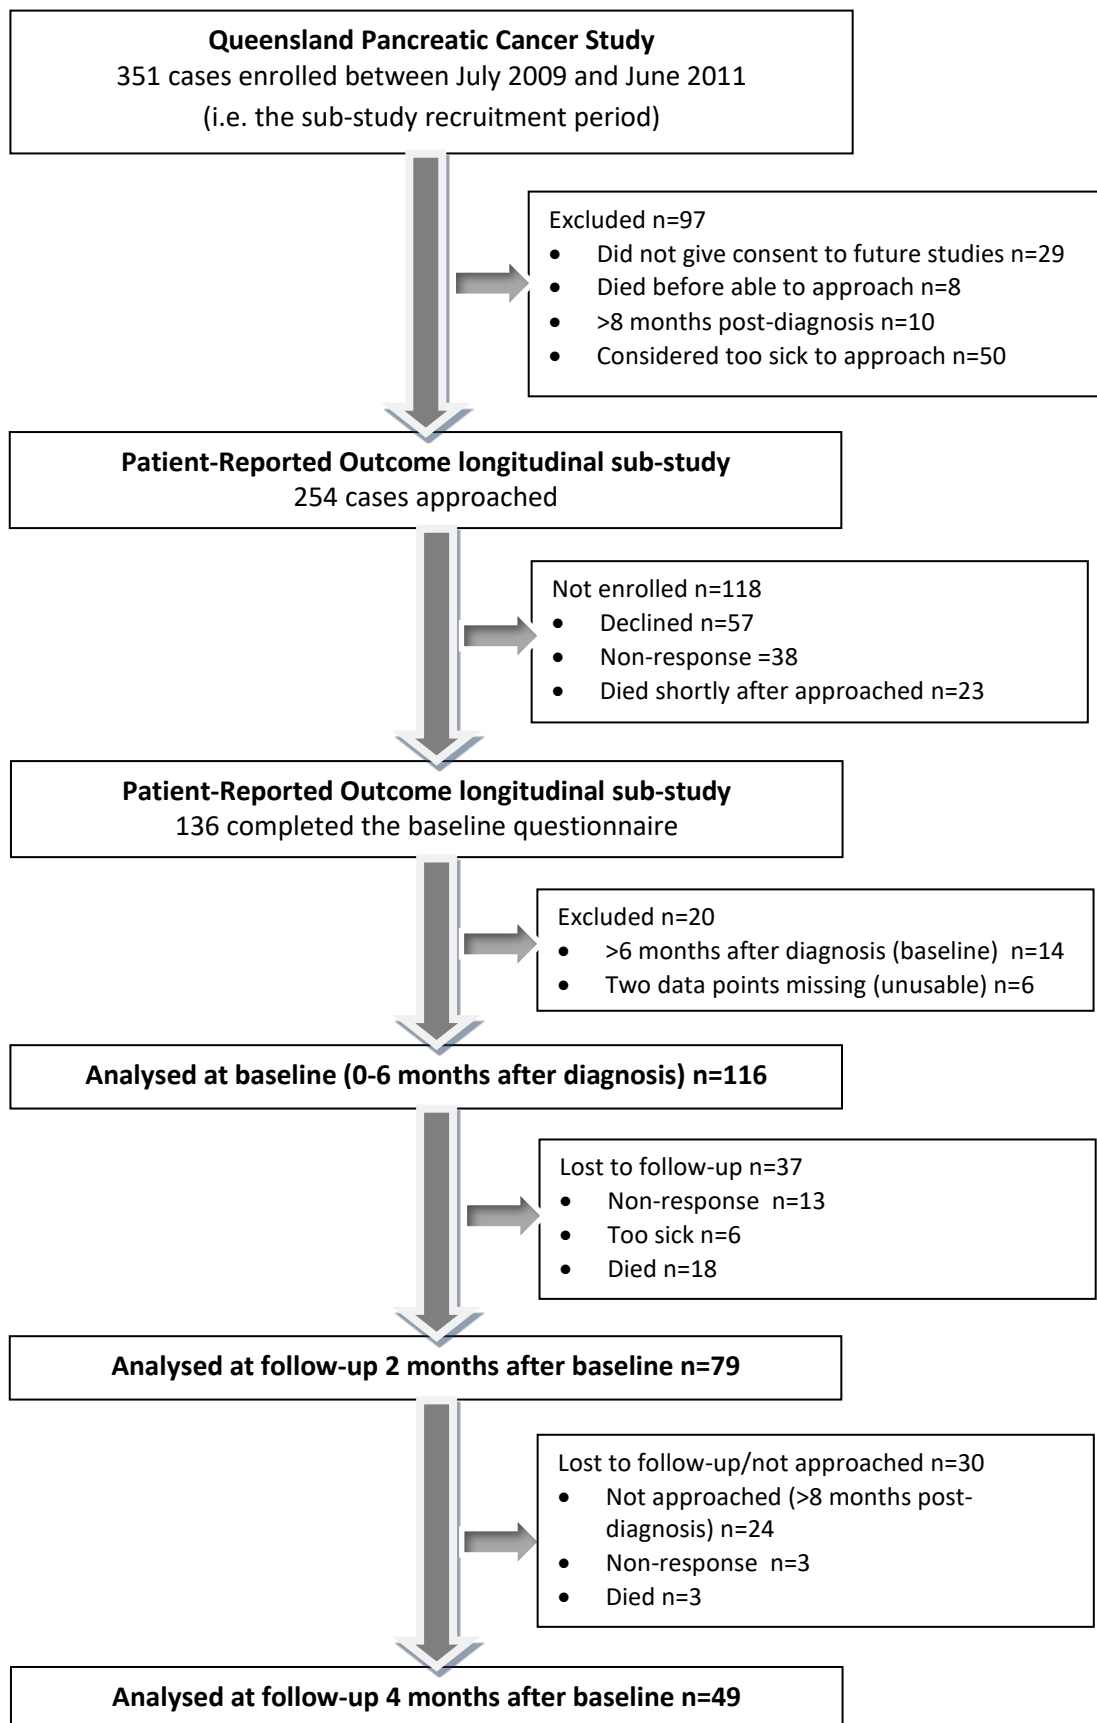 Queensland Pancreatic Cancer Study
351 cases enrolled between July 2009 and June 2011
(i.e. the sub-study recruitment period)
Excluded n=97
• Did not give consent to future studies n=29
• Died before able to approach n=8
• >8 months post-diagnosis n=10
• Considered too sick to approach n=50
Patient-Reported Outcome longitudinal sub-study
254 cases approached
Not enrolled n=118
• Declined n=57
• Non-response =38
• Died shortly after approached n=23
Patient-Reported Outcome longitudinal sub-study
136 completed the baseline questionnaire
Excluded n=20
• >6 months after diagnosis (baseline) n=14
• Two data points missing (unusable) n=6
Analysed at baseline (0-6 months after diagnosis) n=116
Lost to follow-up n=37
• Non-response n=13
• Too sick n=6
• Died n=18
Analysed at follow-up 2 months after baseline n=79
Lost to follow-up/not approached n=30
• Not approached (>8 months post-
diagnosis) n=24
• Non-response n=3
• Died n=3
Analysed at follow-up 4 months after baseline n=49